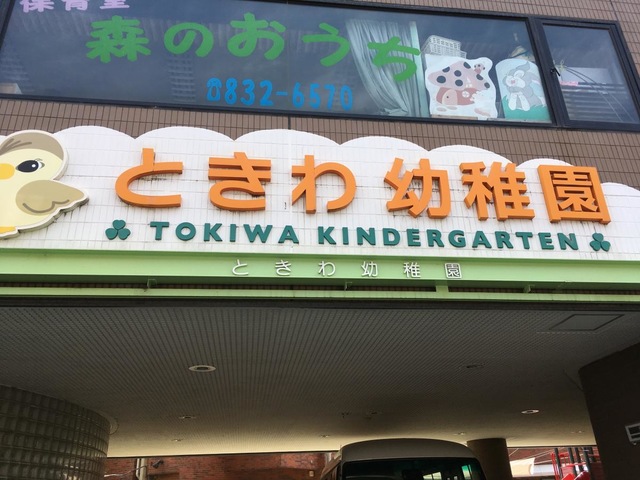 保育室
森のおうち
☎832-6570
ときわ 幼稚園
TOKIWA KINDERGARTEN
ときわ幼稚園